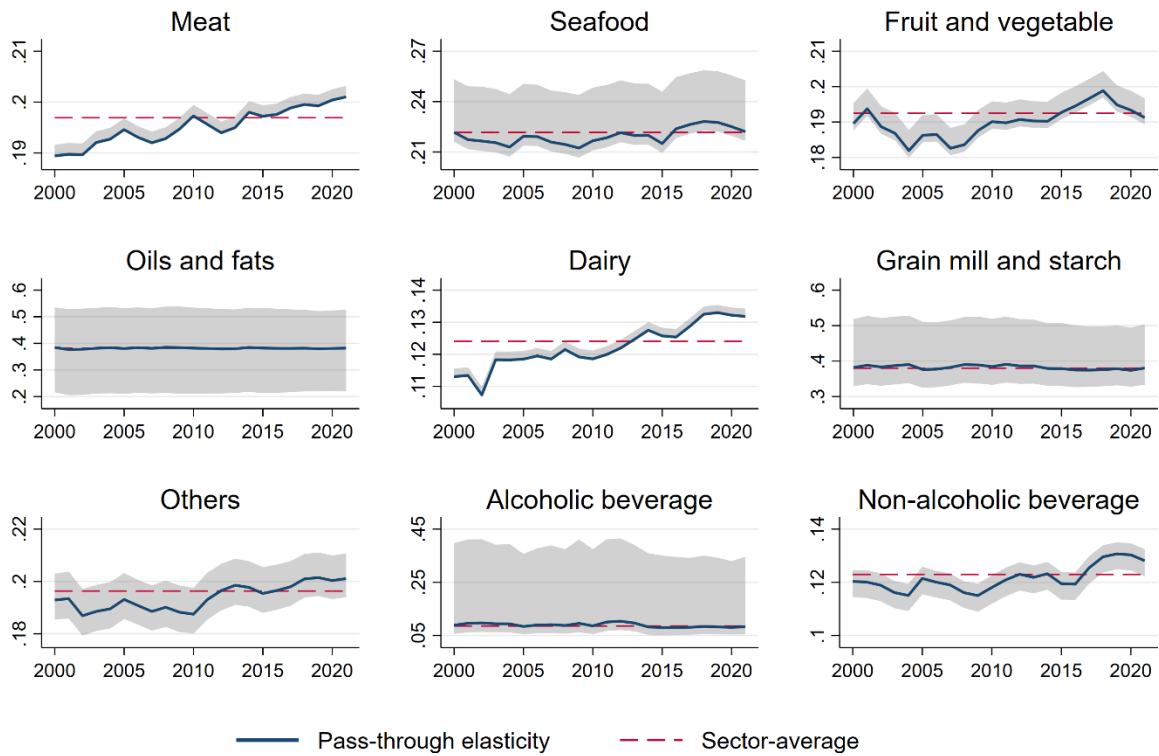 Meat
.21
.2
.19
2000 2005 2010 2015 2020
Seafood
.27
.24
.21
2000 2005 2010 2015 2020
Fruit and vegetable
.21
.2
.19
.18
2000 2005 2010 2015 2020
Oils and fats
.6
.5
.4
.3
.2
2000 2005 2010 2015 2020
Dairy
.14
.13
.12
.11
2000 2005 2010 2015 2020
Grain mill and starch
.6
.5
.4
.3
2000 2005 2010 2015 2020
Others
.22
.2
.18
2000 2005 2010 2015 2020
Alcoholic beverage
.45
.25
.05
2000 2005 2010 2015 2020
Non-alcoholic beverage
.14
.12
.1
2000 2005 2010 2015 2020
Pass-through elasticity
Sector-average